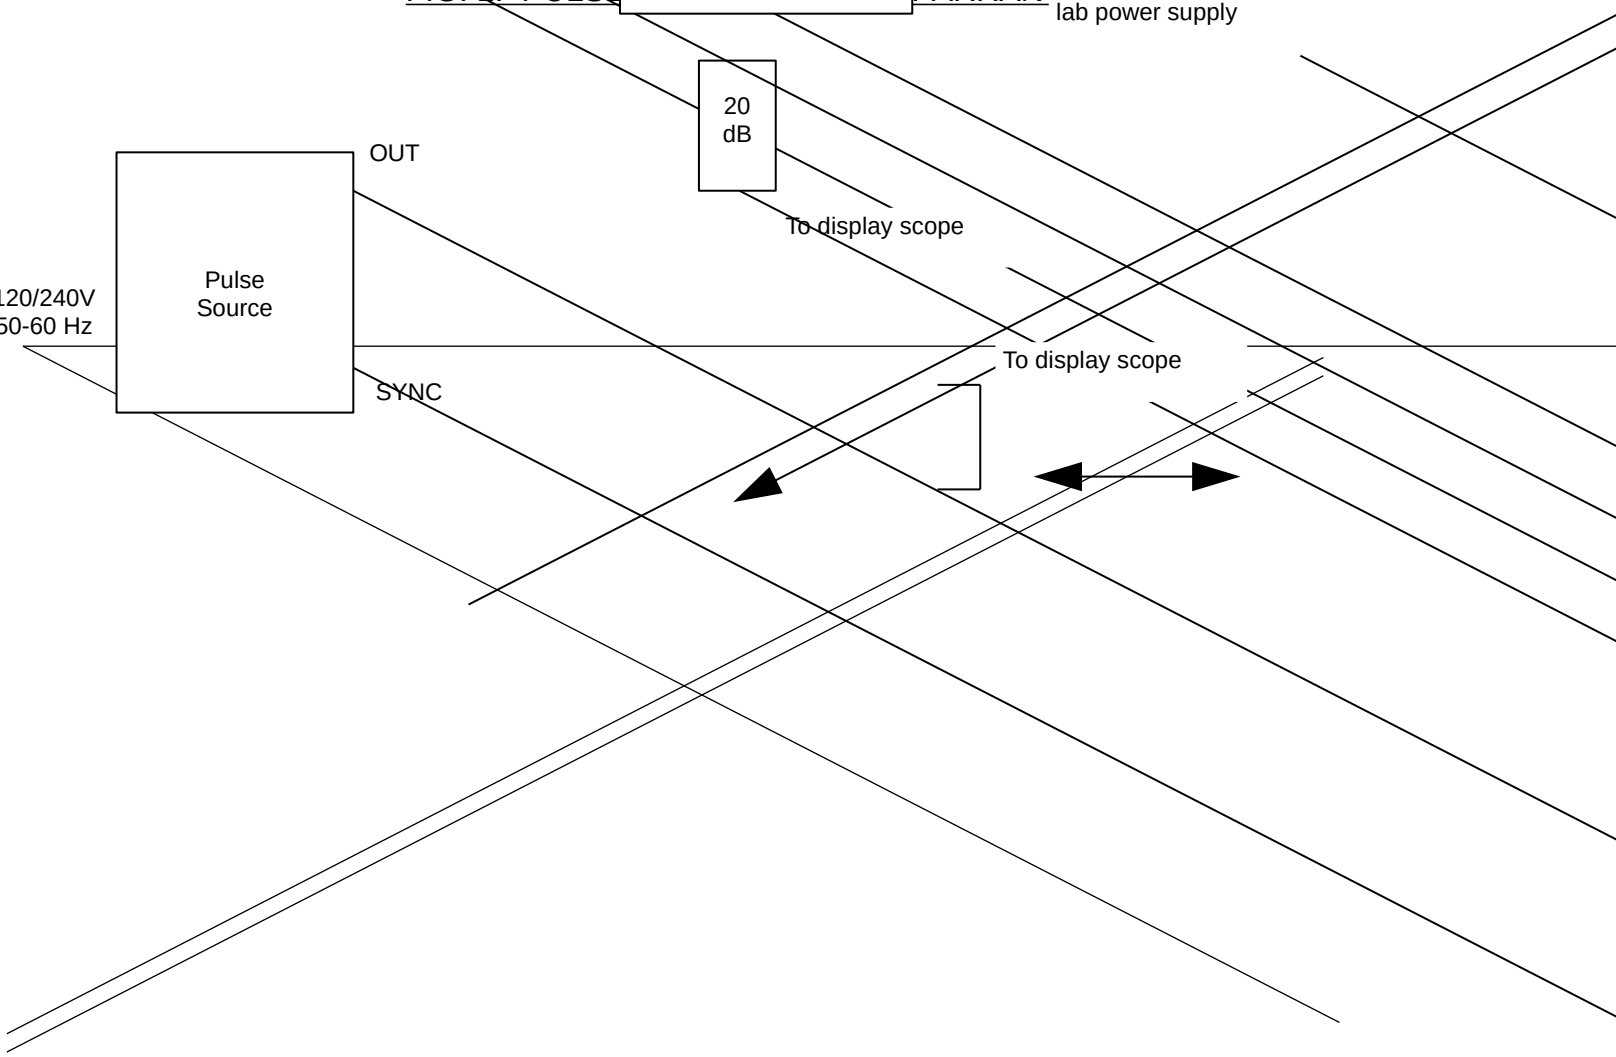 lab power supply
20
dB
OUT
To display scope
Pulse
Source
120/240V
50-60 Hz
To display scope
SYNC